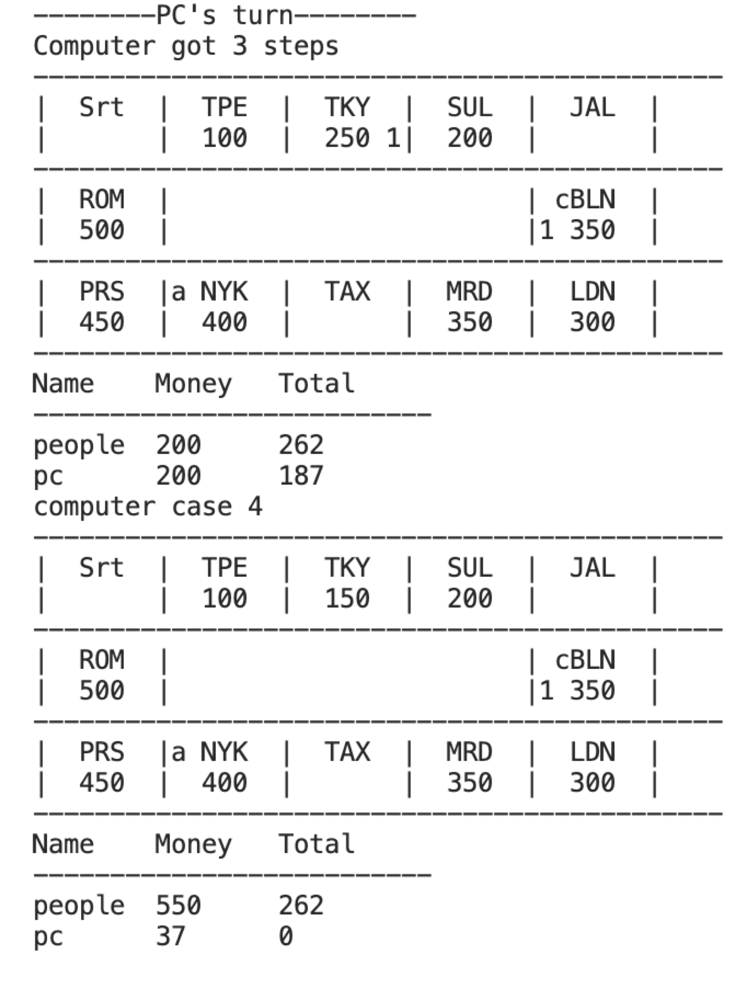 --------PC's turn--------
Computer got 3 steps
---------------------------------------------
|  Srt  |  TPE  |  TKY  |  SUL  |  JAL  |
|       |  100  |  250 1|  200  |       |
---------------------------------------------
|  ROM  |                       | cBLN  |
|  500  |                       |1 350  |
---------------------------------------------
|  PRS  |a NYK  |  TAX  |  MRD  |  LDN  |
|  450  |  400  |       |  350  |  300  |
---------------------------------------------
Name    Money   Total
--------------------------
people  200     262
pc      200     187
computer case 4
---------------------------------------------
|  Srt  |  TPE  |  TKY  |  SUL  |  JAL  |
|       |  100  |  150  |  200  |       |
---------------------------------------------
|  ROM  |                       | cBLN  |
|  500  |                       |1 350  |
---------------------------------------------
|  PRS  |a NYK  |  TAX  |  MRD  |  LDN  |
|  450  |  400  |       |  350  |  300  |
---------------------------------------------
Name    Money   Total
--------------------------
people  550     262
pc      37      0